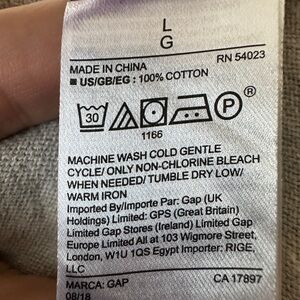 L
G
MADE IN CHINA RN 54023
■ US/GB/EG : 100% COTTON
30 P ®
1166
MACHINE WASH COLD GENTLE
CYCLE/ ONLY NON-CHLORINE BLEACH
WHEN NEEDED/ TUMBLE DRY LOW/
WARM IRON
Imported By/Importe Par: Gap (UK
Holdings) Limited: GPS (Great Britain)
Limited Gap Stores (Ireland) Limited Gap
Europe Limited All at 103 Wigmore Street,
London, W1U 1QS Egypt Importer: RIGE,
LLC
MARCA: GAP CA 17897
08/18